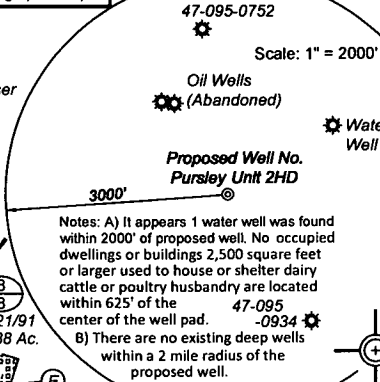 47-095-0752
Scale: 1" = 2000'
Oil Wells
(Abandoned)
Well
Proposed Well No.
Pursley Unit 2HD
3000'
Notes: A) It appears 1 water well was found
within 2000' of proposed well. No occupied
dwellings or buildings 2,500 square feet
or larger used to house or shelter dairy
cattle or poultry husbandry are located
within 625' of the
center of the well pad.
47-095
-0934
B) There are no existing deep wells
within a 2 mile radius of the
proposed well.
21/91
38 Ac.